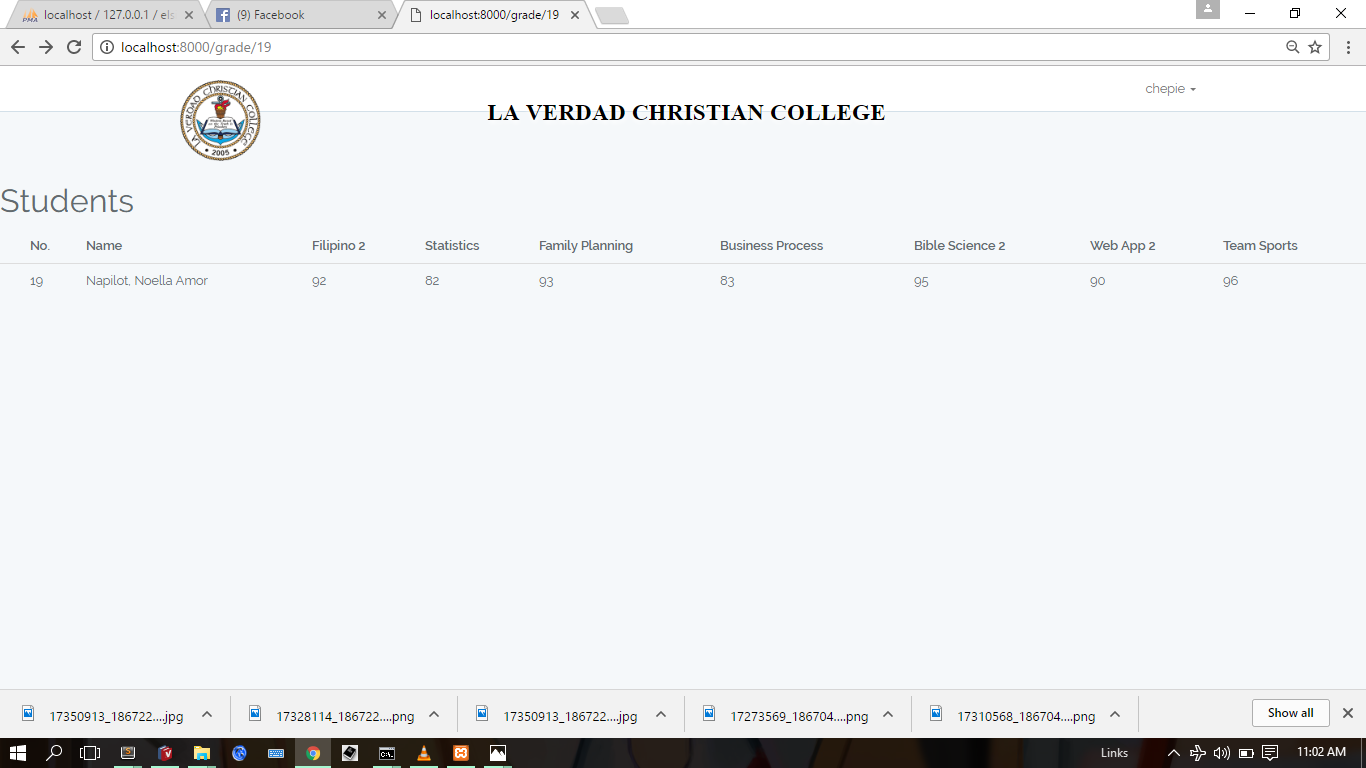 localhost / 127.0.0.1 / els
(9) Facebook
localhost:8000/grade/19
localhost:8000/grade/19
chepie
LA VERDAD CHRISTIAN COLLEGE
LA VERDAD CHRISTIAN COLLEGE
• 2005 •
Students
No. Name Filipino 2 Statistics Family Planning Business Process Bible Science 2 Web App 2 Team Sports
19 Napilot, Noella Amor 92 82 93 83 95 90 96
17350913_186722....jpg 17328114_186722....png 17350913_186722....jpg 17273569_186704....png 17310568_186704....png Show all
Links 11:02 AM